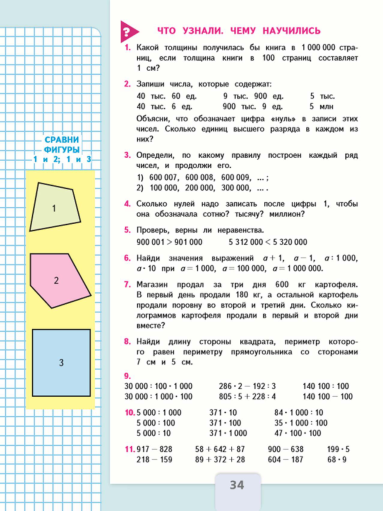 ? ЧТО УЗНАЛИ. ЧЕМУ НАУЧИЛИСЬ
1. Какой толщины получилась бы книга в 1 000 000 стра-
ниц, если толщина книги в 100 страниц составляет
1 см?
2. Запиши числа, которые содержат:
40 тыс. 60 ед. 9 тыс. 900 ед. 5 тыс.
40 тыс. 6 ед. 900 тыс. 9 ед. 5 млн
Объясни, что обозначает цифра «нуль» в записи этих
чисел. Сколько единиц высшего разряда в каждом из
них?
СРАВНИ
ФИГУРЫ
1 и 2; 1 и 3
1
2
3
3. Определи, по какому правилу построен каждый ряд
чисел, и продолжи его.
1) 600 007, 600 008, 600 009, ... ;
2) 100 000, 200 000, 300 000, ... .
4. Сколько нулей надо записать после цифры 1, чтобы
она обозначала сотню? тысячу? миллион?
5. Проверь, верны ли неравенства.
900 001 > 901 000 5 312 000 < 5 320 000
6. Найди значения выражений a + 1, a − 1, a : 1 000,
a · 10 при a = 1 000, a = 100 000, a = 1 000 000.
7. Магазин продал за три дня 600 кг картофеля.
В первый день продали 180 кг, а остальной картофель
продали поровну во второй и третий дни. Сколько ки-
лограммов картофеля продали в первый и второй дни
вместе?
8. Найди длину стороны квадрата, периметр которо-
го равен периметру прямоугольника со сторонами
7 см и 5 см.
9.
30 000 : 100 · 1 000 286 · 2 − 192 : 3 140 100 : 100
30 000 : 1 000 · 100 805 : 5 + 228 : 4 140 100 − 100
10. 5 000 : 1 000 371 · 10 84 · 1 000 : 10
5 000 : 100 371 · 100 35 · 1 000 : 100
5 000 : 10 371 · 1 000 47 · 100 · 100
11. 917 − 828 58 + 642 + 87 900 − 638 199 · 5
218 − 159 89 + 372 + 28 604 − 187 68 · 9
34